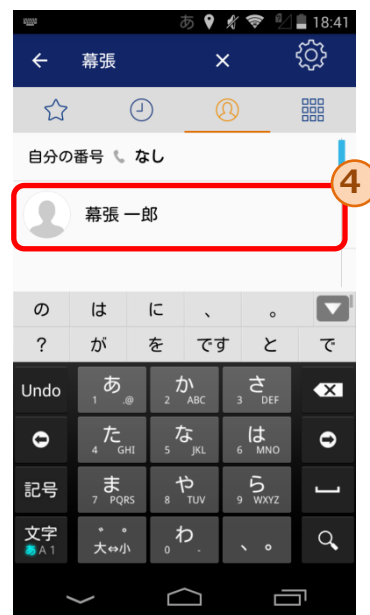 あ 18:41
幕張
自分の番号 なし
4
幕張 一郎
の は に 、 。
? が を です と で
Undo あ 1 .@ か 2 ABC さ 3 DEF
た 4 GHI な 5 JKL は 6 MNO
記号 ま 7 PQRS や 8 TUV ら 9 WXYZ
文字 あA1 ゛゜大⇔小 わ 0 - 、。